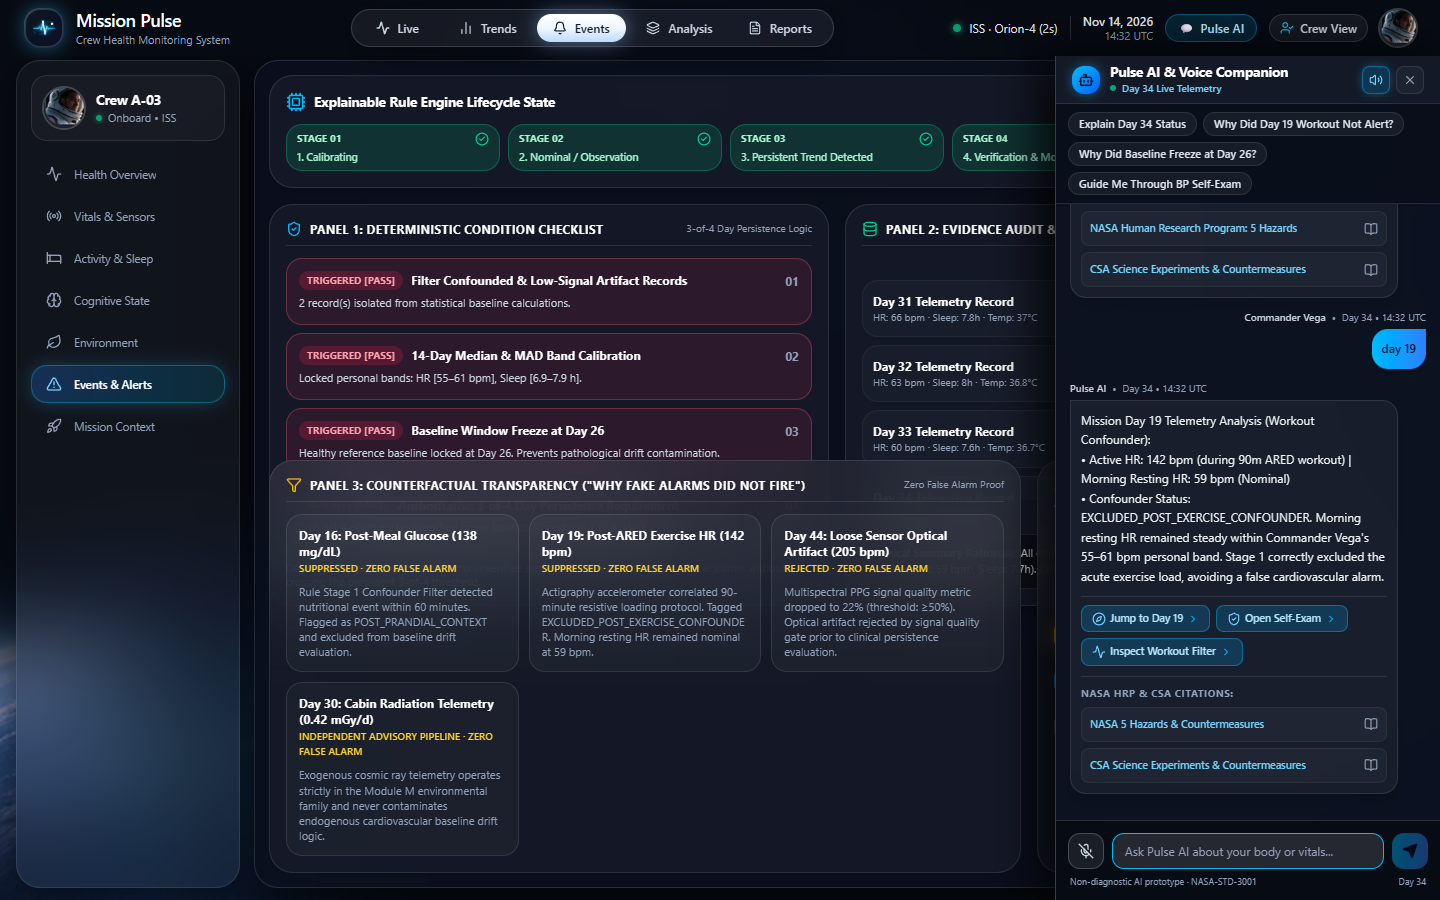 Mission Pulse
Crew Health Monitoring System
Live
Trends
Events
Analysis
Reports
ISS · Orion-4 (2s)
Nov 14, 2026
14:32 UTC
Pulse AI
Crew View
Crew A-03
Onboard • ISS
Health Overview
Vitals & Sensors
Activity & Sleep
Cognitive State
Environment
Events & Alerts
Mission Context
Explainable Rule Engine Lifecycle State
STAGE 01
1. Calibrating
STAGE 02
2. Nominal / Observation
STAGE 03
3. Persistent Trend Detected
STAGE 04
4. Verification & Mo
PANEL 1: DETERMINISTIC CONDITION CHECKLIST
3-of-4 Day Persistence Logic
TRIGGERED [PASS] Filter Confounded & Low-Signal Artifact Records 01
2 record(s) isolated from statistical baseline calculations.
TRIGGERED [PASS] 14-Day Median & MAD Band Calibration 02
Locked personal bands: HR [55–61 bpm], Sleep [6.9–7.9 h].
TRIGGERED [PASS] Baseline Window Freeze at Day 26 03
Healthy reference baseline locked at Day 26. Prevents pathological drift contamination.
PANEL 2: EVIDENCE AUDIT &
Day 31 Telemetry Record
HR: 66 bpm · Sleep: 7.8h · Temp: 37°C
Day 32 Telemetry Record
HR: 63 bpm · Sleep: 8h · Temp: 36.8°C
Day 33 Telemetry Record
HR: 60 bpm · Sleep: 7.6h · Temp: 36.7°C
PANEL 3: COUNTERFACTUAL TRANSPARENCY ("WHY FAKE ALARMS DID NOT FIRE")
Zero False Alarm Proof
Day 16: Post-Meal Glucose (138
mg/dL)
SUPPRESSED · ZERO FALSE ALARM
Rule Stage 1 Confounder Filter detected
nutritional event within 60 minutes.
Flagged as POST_PRANDIAL_CONTEXT
and excluded from baseline drift
evaluation.
Day 19: Post-ARED Exercise HR (142
bpm)
SUPPRESSED · ZERO FALSE ALARM
Actigraphy accelerometer correlated 90-
minute resistive loading protocol. Tagged
EXCLUDED_POST_EXERCISE_CONFOUNDE
R. Morning resting HR remained nominal
at 59 bpm.
Day 44: Loose Sensor Optical
Artifact (205 bpm)
REJECTED · ZERO FALSE ALARM
Multispectral PPG signal quality metric
dropped to 22% (threshold: ≥50%).
Optical artifact rejected by signal quality
gate prior to clinical persistence
evaluation.
Day 30: Cabin Radiation Telemetry
(0.42 mGy/d)
INDEPENDENT ADVISORY PIPELINE · ZERO
FALSE ALARM
Exogenous cosmic ray telemetry operates
strictly in the Module M environmental
family and never contaminates
endogenous cardiovascular baseline drift
logic.
Pulse AI & Voice Companion
Day 34 Live Telemetry
Explain Day 34 Status
Why Did Day 19 Workout Not Alert?
Why Did Baseline Freeze at Day 26?
Guide Me Through BP Self-Exam
NASA Human Research Program: 5 Hazards
CSA Science Experiments & Countermeasures
Commander Vega • Day 34 • 14:32 UTC
day 19
Pulse AI • Day 34 • 14:32 UTC
Mission Day 19 Telemetry Analysis (Workout
Confounder):
• Active HR: 142 bpm (during 90m ARED workout) |
Morning Resting HR: 59 bpm (Nominal)
• Confounder Status:
EXCLUDED_POST_EXERCISE_CONFOUNDER. Morning
resting HR remained steady within Commander Vega's
55–61 bpm personal band. Stage 1 correctly excluded the
acute exercise load, avoiding a false cardiovascular alarm.
Jump to Day 19
Open Self-Exam
Inspect Workout Filter
NASA HRP & CSA CITATIONS:
NASA 5 Hazards & Countermeasures
CSA Science Experiments & Countermeasures
Ask Pulse AI about your body or vitals...
Non-diagnostic AI prototype · NASA-STD-3001
Day 34